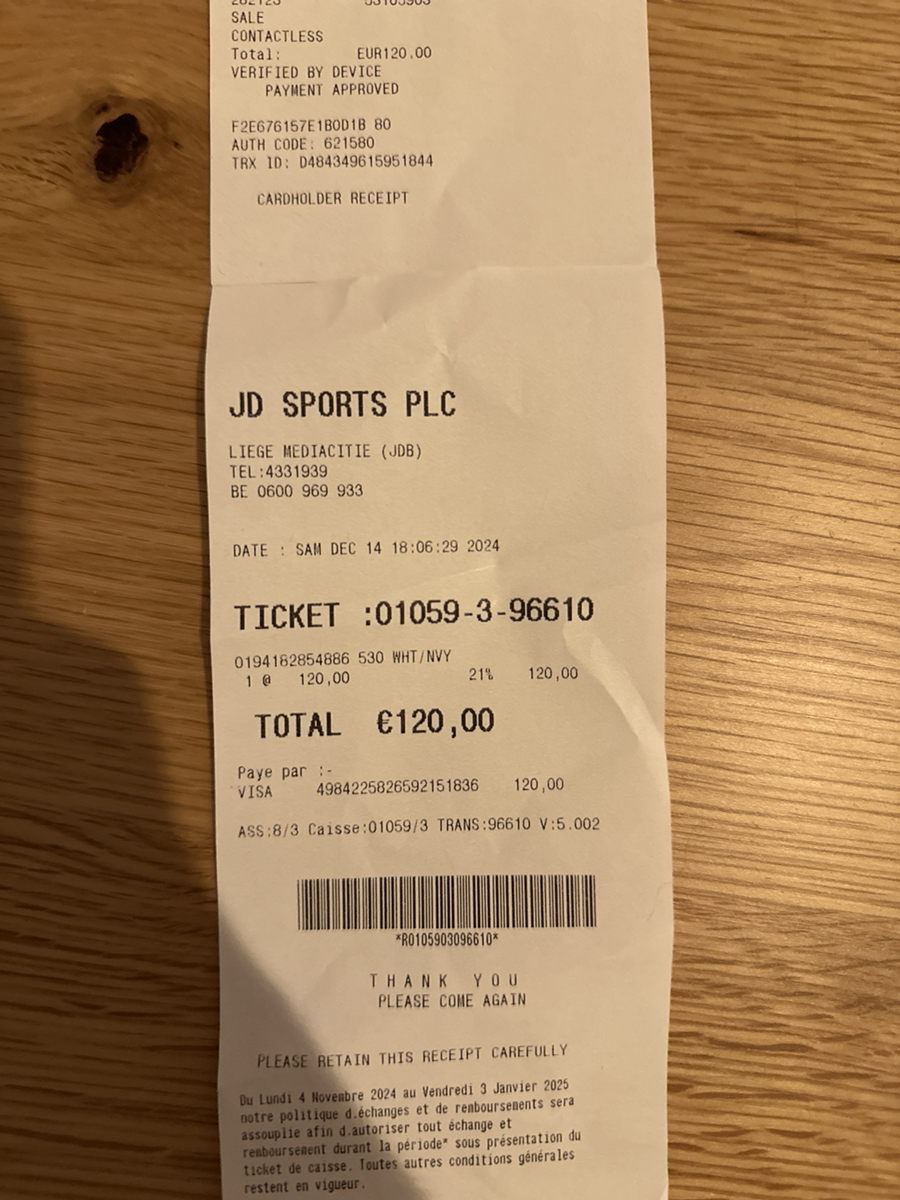 SALE
CONTACTLESS
Total: EUR120.00
VERIFIED BY DEVICE
PAYMENT APPROVED
F2E676157E1B0D1B 80
AUTH CODE: 621580
TRX ID: D484349615951844
CARDHOLDER RECEIPT
JD SPORTS PLC
LIEGE MEDIACITIE (JDB)
TEL:4331939
BE 0600 969 933
DATE : SAM DEC 14 18:06:29 2024
TICKET :01059-3-96610
0194182854886 530 WHT/NVY
1 @ 120,00 21% 120,00
TOTAL €120,00
Paye par :-
VISA 4984225826592151836 120,00
ASS:8/3 Caisse:01059/3 TRANS:96610 V:5.002
*R0105903096610*
THANK YOU
PLEASE COME AGAIN
PLEASE RETAIN THIS RECEIPT CAREFULLY
Du Lundi 4 Novembre 2024 au Vendredi 3 Janvier 2025
notre politique d.échanges et de remboursements sera
assouplie afin d.autoriser tout échange et
remboursement durant la période* sous présentation du
ticket de caisse. Toutes autres conditions générales
restent en vigueur.